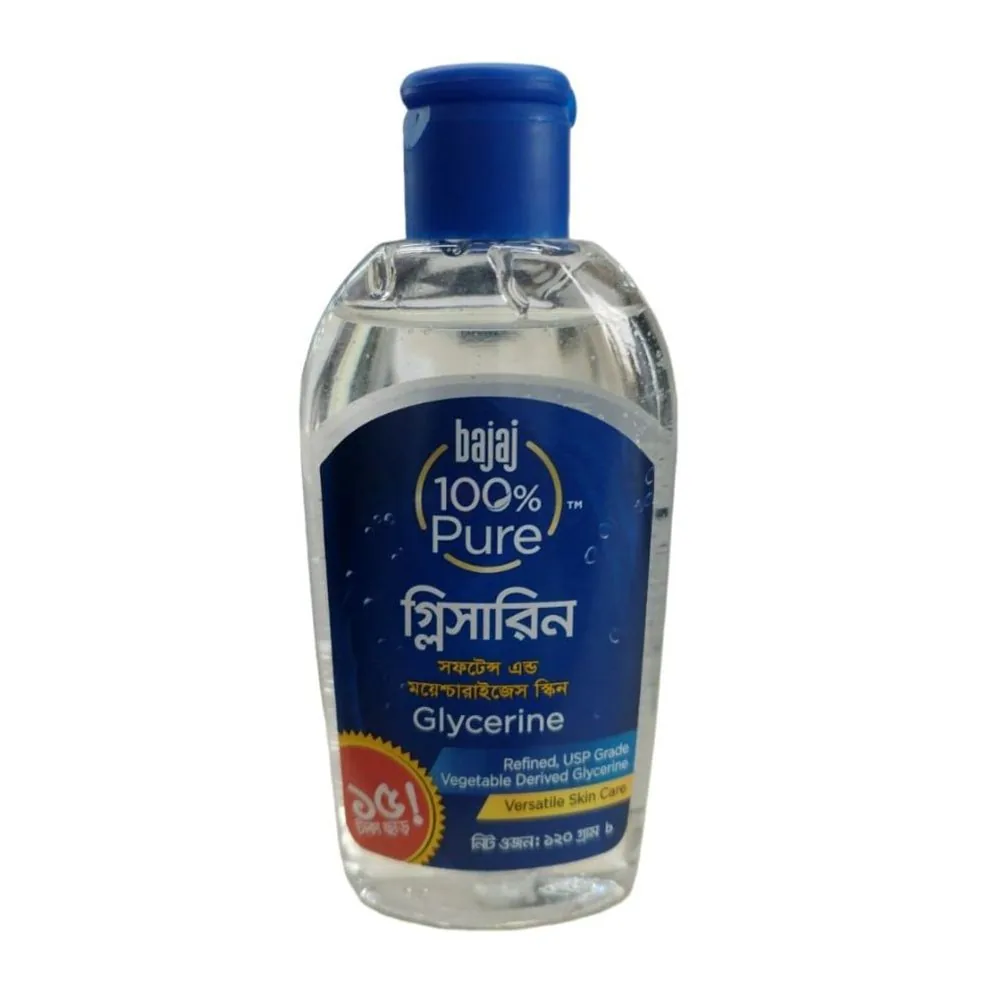 bajaj
100%
Pure
TM
গ্লিসারিন
সফটেন্স এন্ড
ময়েশ্চারাইজেস স্কিন
Glycerine
Refined, USP Grade
Vegetable Derived Glycerine
Versatile Skin Care
১৫!
টাকা ছাড়
নিট ওজন: ১২০ গ্রাম